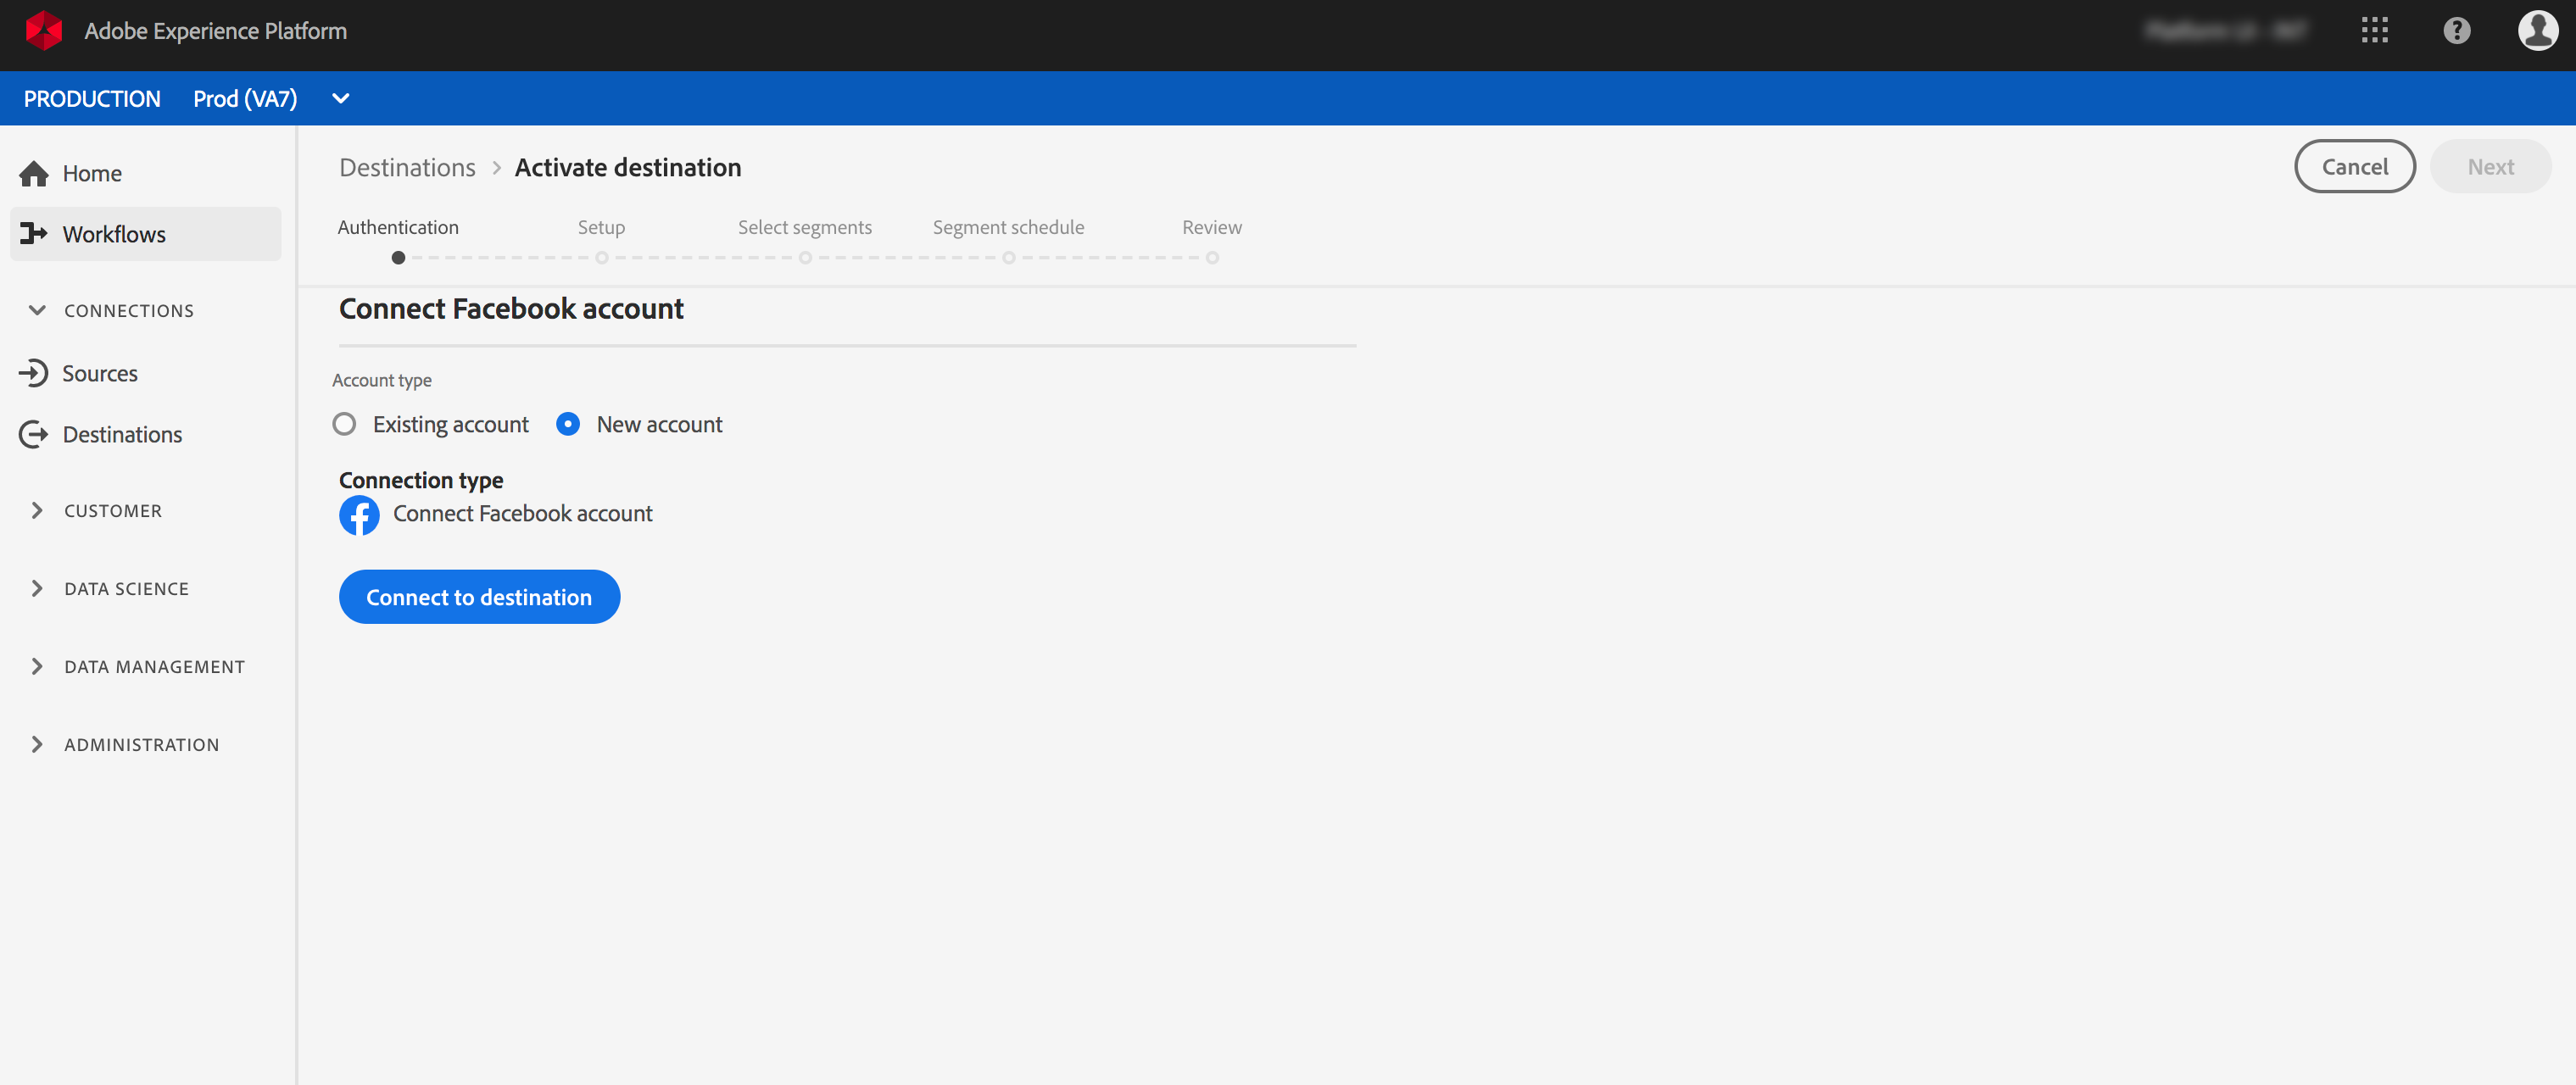 Adobe Experience Platform
PRODUCTION Prod (VA7)
Home
Workflows
CONNECTIONS
Sources
Destinations
CUSTOMER
DATA SCIENCE
DATA MANAGEMENT
ADMINISTRATION
Destinations > Activate destination
Cancel Next
Authentication Setup Select segments Segment schedule Review
Connect Facebook account
Account type
Existing account New account
Connection type
Connect Facebook account
Connect to destination